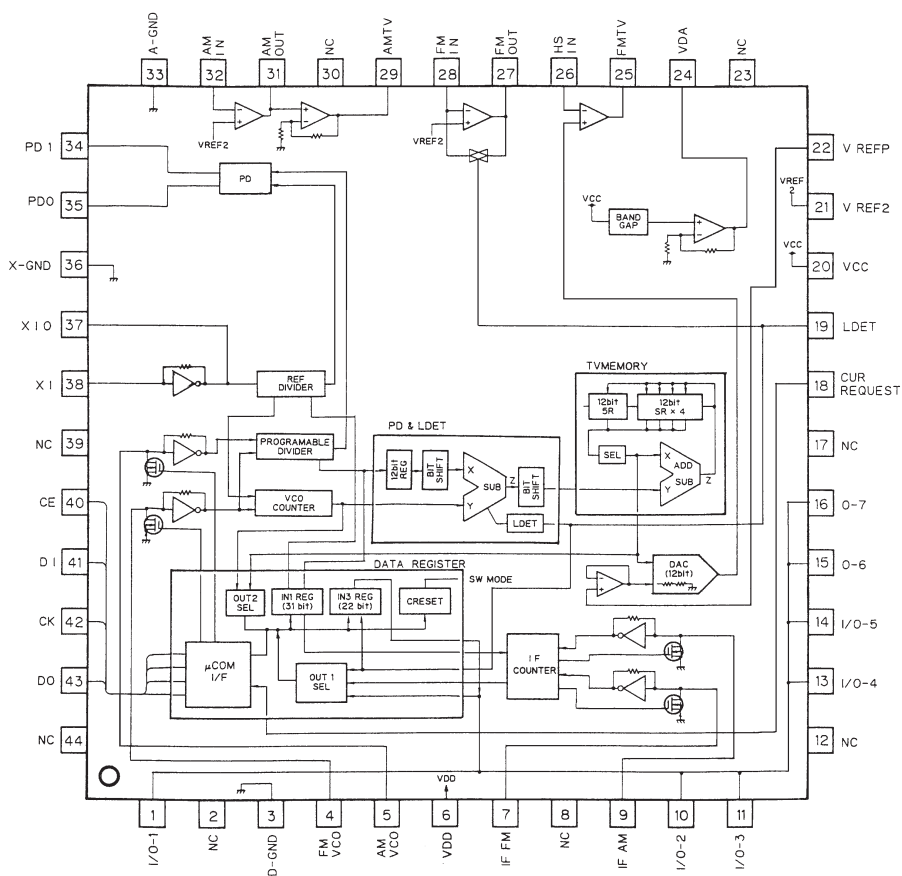 A-GND
AM IN
AM OUT
NC
AMTV
FM IN
FM OUT
HS IN
FMTV
VDA
NC
33
32
31
30
29
28
27
26
25
24
23
VREF2
VREF2
PD 1
34
PD
22
V REFP
PD0
35
VCC
BAND GAP
VREF 2
21
V REF2
X-GND
36
VCC
20
VCC
X I O
37
19
LDET
X I
38
REF DIVIDER
TVMEMORY
12bit SR
12bit SR × 4
18
CUR REQUEST
NC
39
PROGRAMABLE DIVIDER
PD & LDET
12bit REG
BIT SHIFT
X
SUB
Y
Z
BIT SHIFT
LDET
SEL
X
ADD
SUB
Y
Z
17
NC
CE
40
VCO COUNTER
16
O-7
D I
41
DATA REGISTER
DAC (12bit)
15
O-6
OUT2 SEL
IN1 REG (31 bit)
IN3 REG (22 bit)
CRESET
SW MODE
CK
42
14
I/O-5
μCOM I/F
OUT 1 SEL
I F COUNTER
DO
43
13
I/O-4
NC
44
12
NC
VDD
1
2
3
4
5
6
7
8
9
10
11
I/O-1
NC
D-GND
FM VCO
AM VCO
VDD
IF FM
NC
IF AM
I/O-2
I/O-3